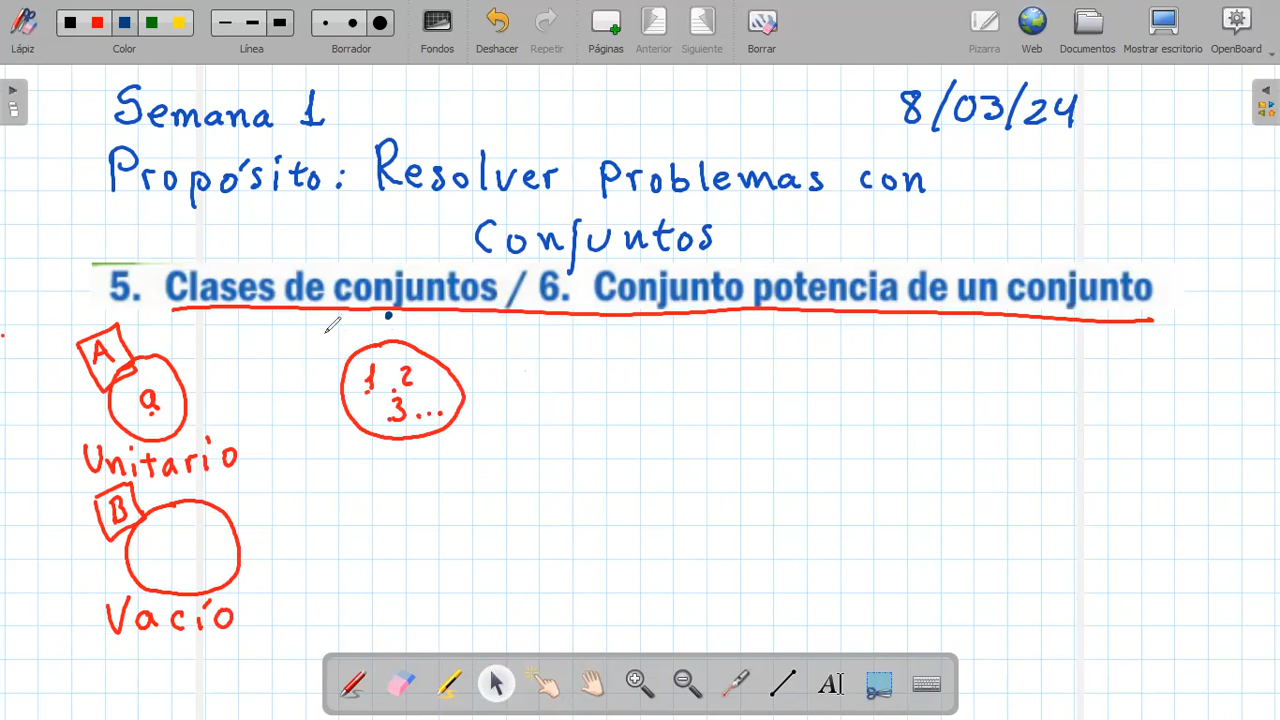 Lápiz
Color
Línea
Borrador
Fondos
Deshacer
Repetir
Páginas
Anterior
Siguiente
Borrar
Pizarra
Web
Documentos
Mostrar escritorio
OpenBoard
Semana 1
8/03/24
Propósito: Resolver problemas con
Conjuntos
5. Clases de conjuntos / 6. Conjunto potencia de un conjunto
A
a
Unitario
1 2
3...
B
Vacío
AI